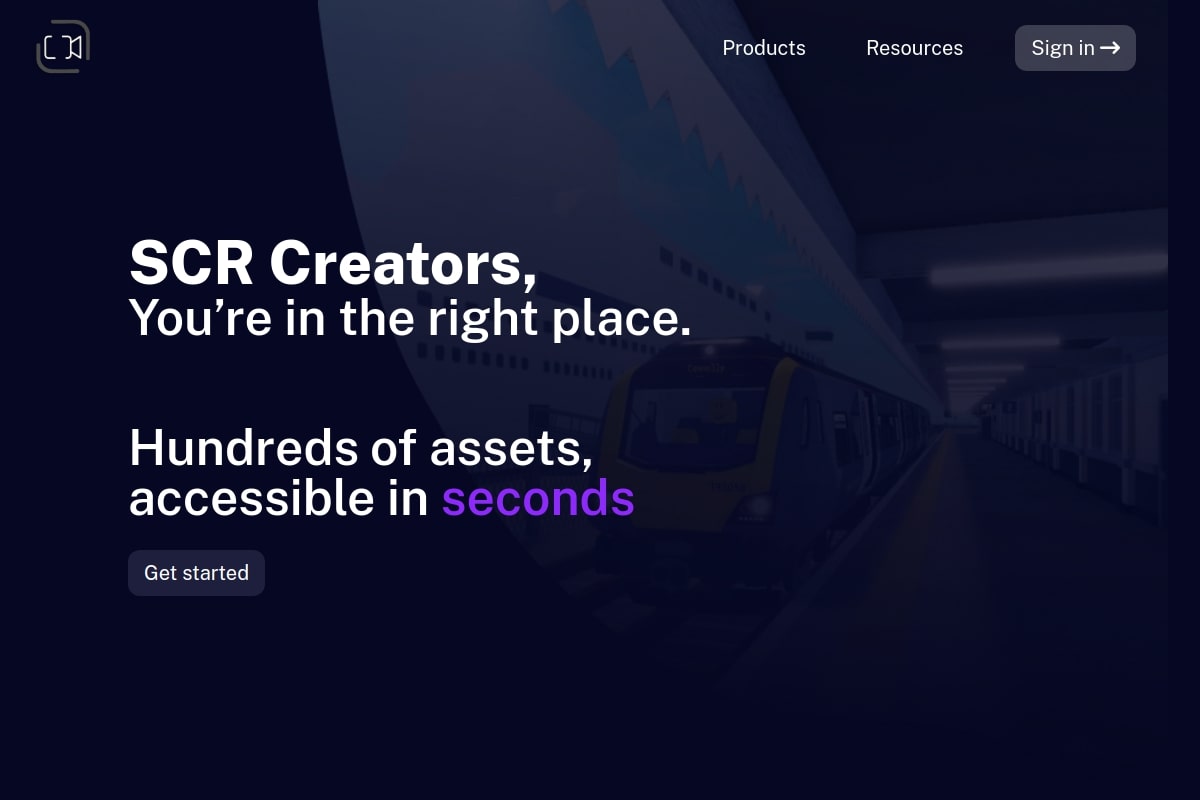 Products
Resources
Sign in →
SCR Creators,
You’re in the right place.
Hundreds of assets,
accessible in seconds
Get started